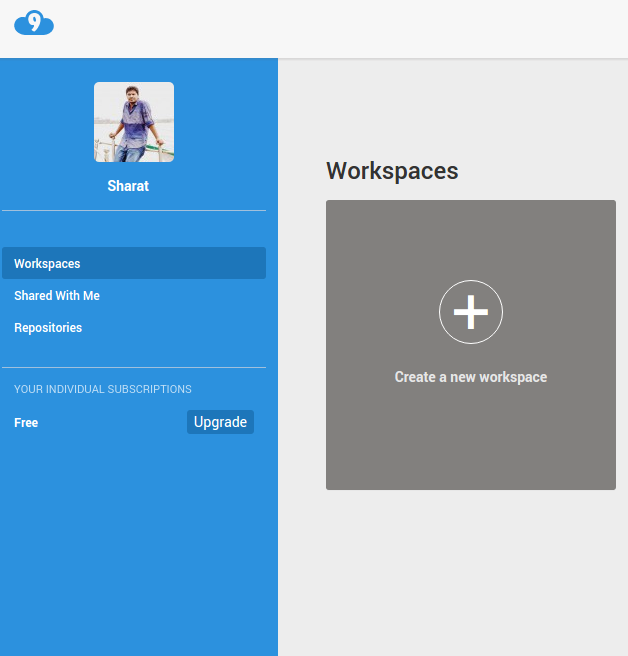 9
Sharat
Workspaces
Shared With Me
Repositories
YOUR INDIVIDUAL SUBSCRIPTIONS
Free
Upgrade
Workspaces
Create a new workspace